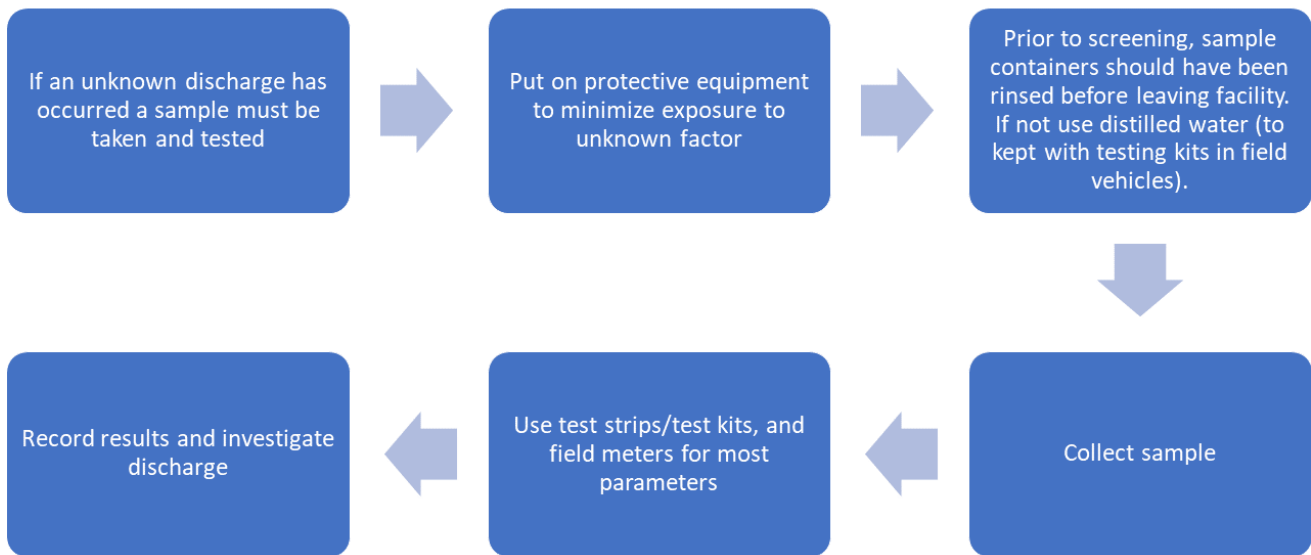 If an unknown discharge has
occurred a sample must be
taken and tested
Put on protective equipment
to minimize exposure to
unknown factor
Prior to screening, sample
containers should have been
rinsed before leaving facility.
If not use distilled water (to
kept with testing kits in field
vehicles).
Collect sample
Use test strips/test kits, and
field meters for most
parameters
Record results and investigate
discharge